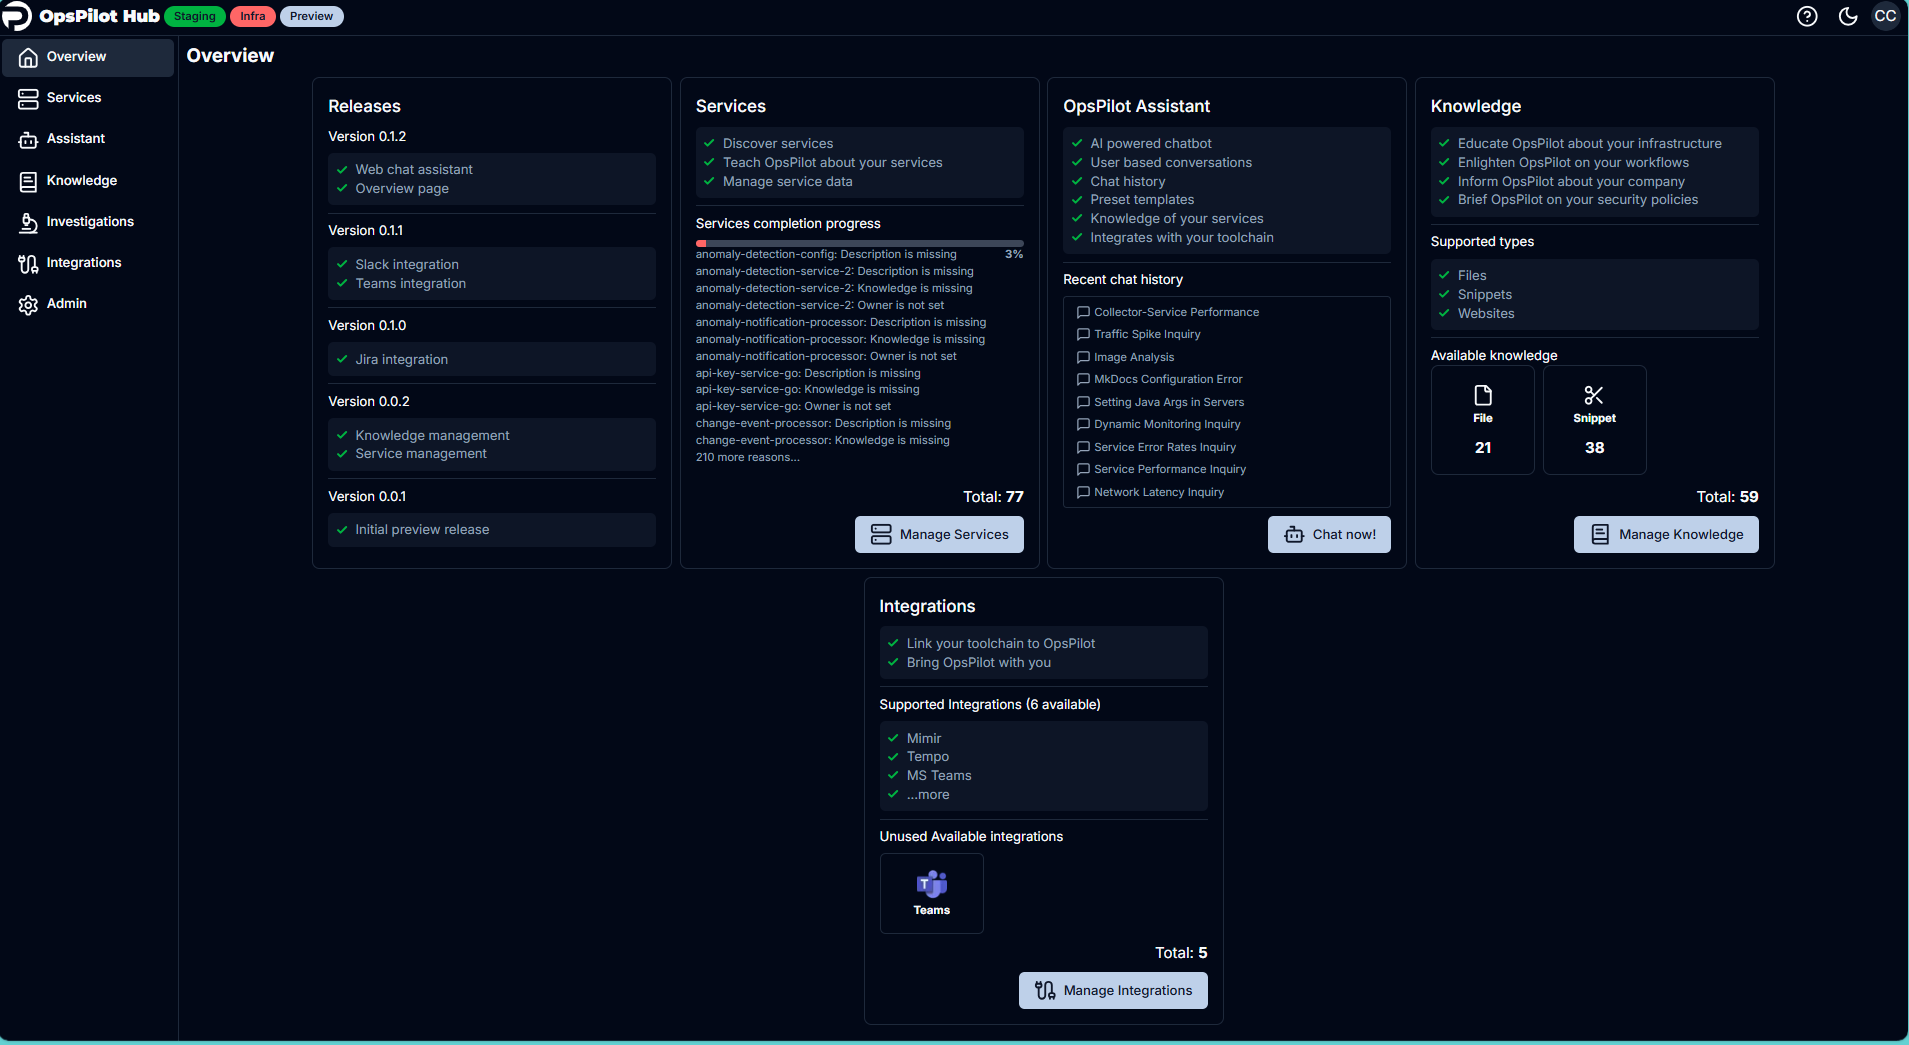 OpsPilot Hub Staging Infra Preview
CC
Overview
Services
Assistant
Knowledge
Investigations
Integrations
Admin
Overview
Releases
Version 0.1.2
Web chat assistant
Overview page
Version 0.1.1
Slack integration
Teams integration
Version 0.1.0
Jira integration
Version 0.0.2
Knowledge management
Service management
Version 0.0.1
Initial preview release
Services
Discover services
Teach OpsPilot about your services
Manage service data
Services completion progress
anomaly-detection-config: Description is missing
3%
anomaly-detection-service-2: Description is missing
anomaly-detection-service-2: Knowledge is missing
anomaly-detection-service-2: Owner is not set
anomaly-notification-processor: Description is missing
anomaly-notification-processor: Knowledge is missing
anomaly-notification-processor: Owner is not set
api-key-service-go: Description is missing
api-key-service-go: Knowledge is missing
api-key-service-go: Owner is not set
change-event-processor: Description is missing
change-event-processor: Knowledge is missing
210 more reasons...
Total: 77
Manage Services
OpsPilot Assistant
AI powered chatbot
User based conversations
Chat history
Preset templates
Knowledge of your services
Integrates with your toolchain
Recent chat history
Collector-Service Performance
Traffic Spike Inquiry
Image Analysis
MkDocs Configuration Error
Setting Java Args in Servers
Dynamic Monitoring Inquiry
Service Error Rates Inquiry
Service Performance Inquiry
Network Latency Inquiry
Chat now!
Knowledge
Educate OpsPilot about your infrastructure
Enlighten OpsPilot on your workflows
Inform OpsPilot about your company
Brief OpsPilot on your security policies
Supported types
Files
Snippets
Websites
Available knowledge
File
21
Snippet
38
Total: 59
Manage Knowledge
Integrations
Link your toolchain to OpsPilot
Bring OpsPilot with you
Supported Integrations (6 available)
Mimir
Tempo
MS Teams
...more
Unused Available integrations
T
Teams
Total: 5
Manage Integrations